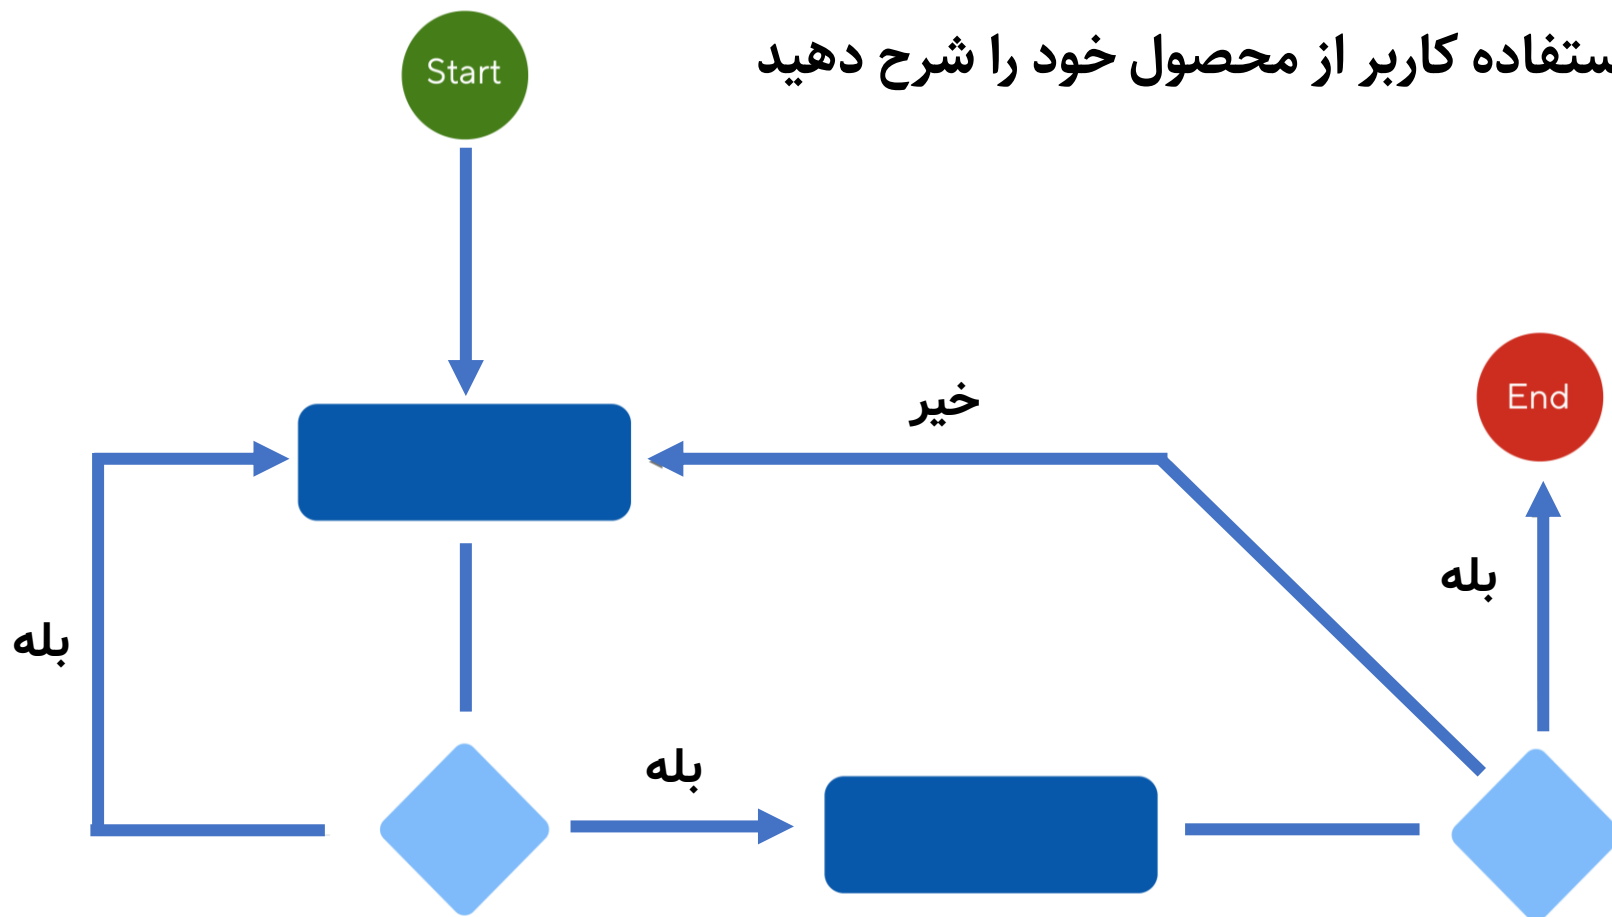 Start
ستفاده کاربر از محصول خود را شرح دهید
خیر
End
بله
بله
بله